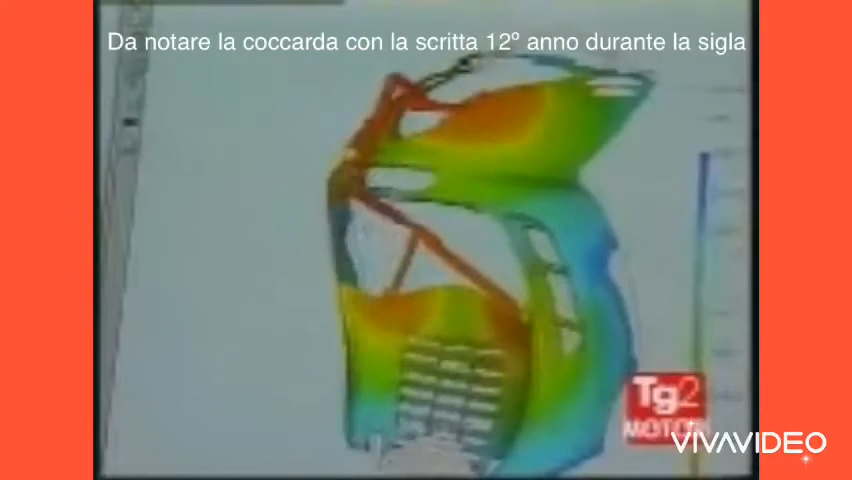 Da notare la coccarda con la scritta 12º anno durante la sigla
Tg2
MOTORI
VIVAVIDEO